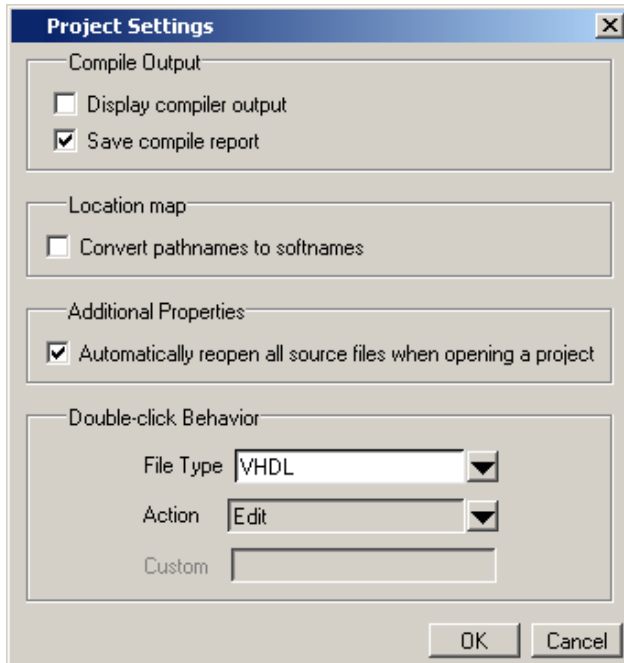 Project Settings
Compile Output
Display compiler output
Save compile report
Location map
Convert pathnames to softnames
Additional Properties
Automatically reopen all source files when opening a project
Double-click Behavior
File Type VHDL
Action Edit
Custom
OK Cancel